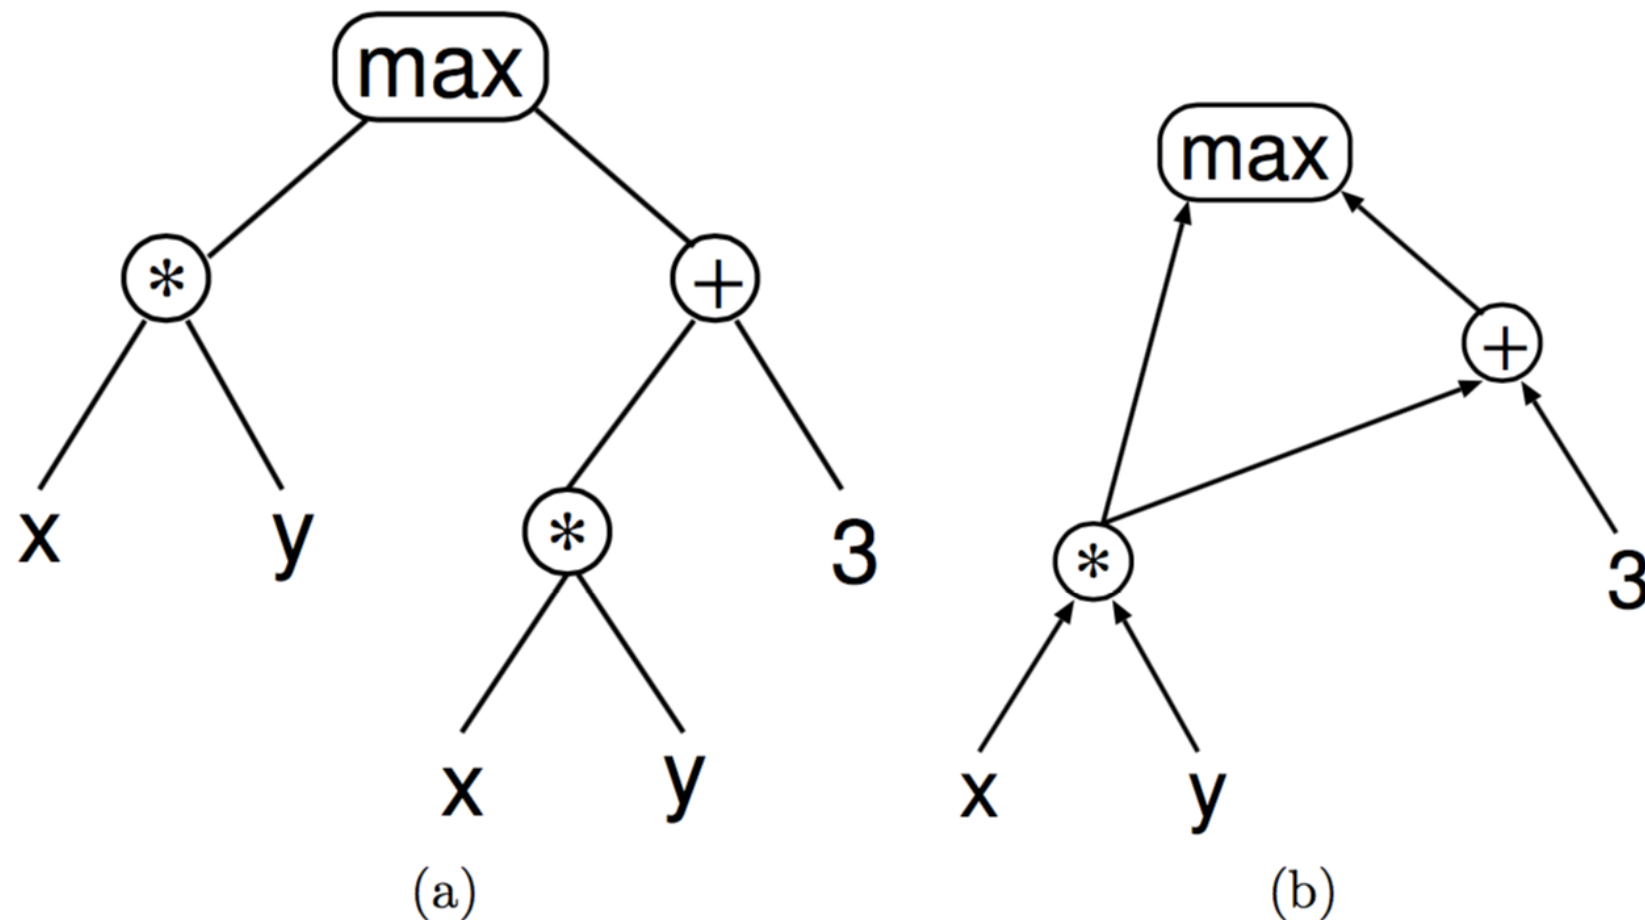 max
max
* +
+
x y * 3
* 3
x y
x y
(a) (b)